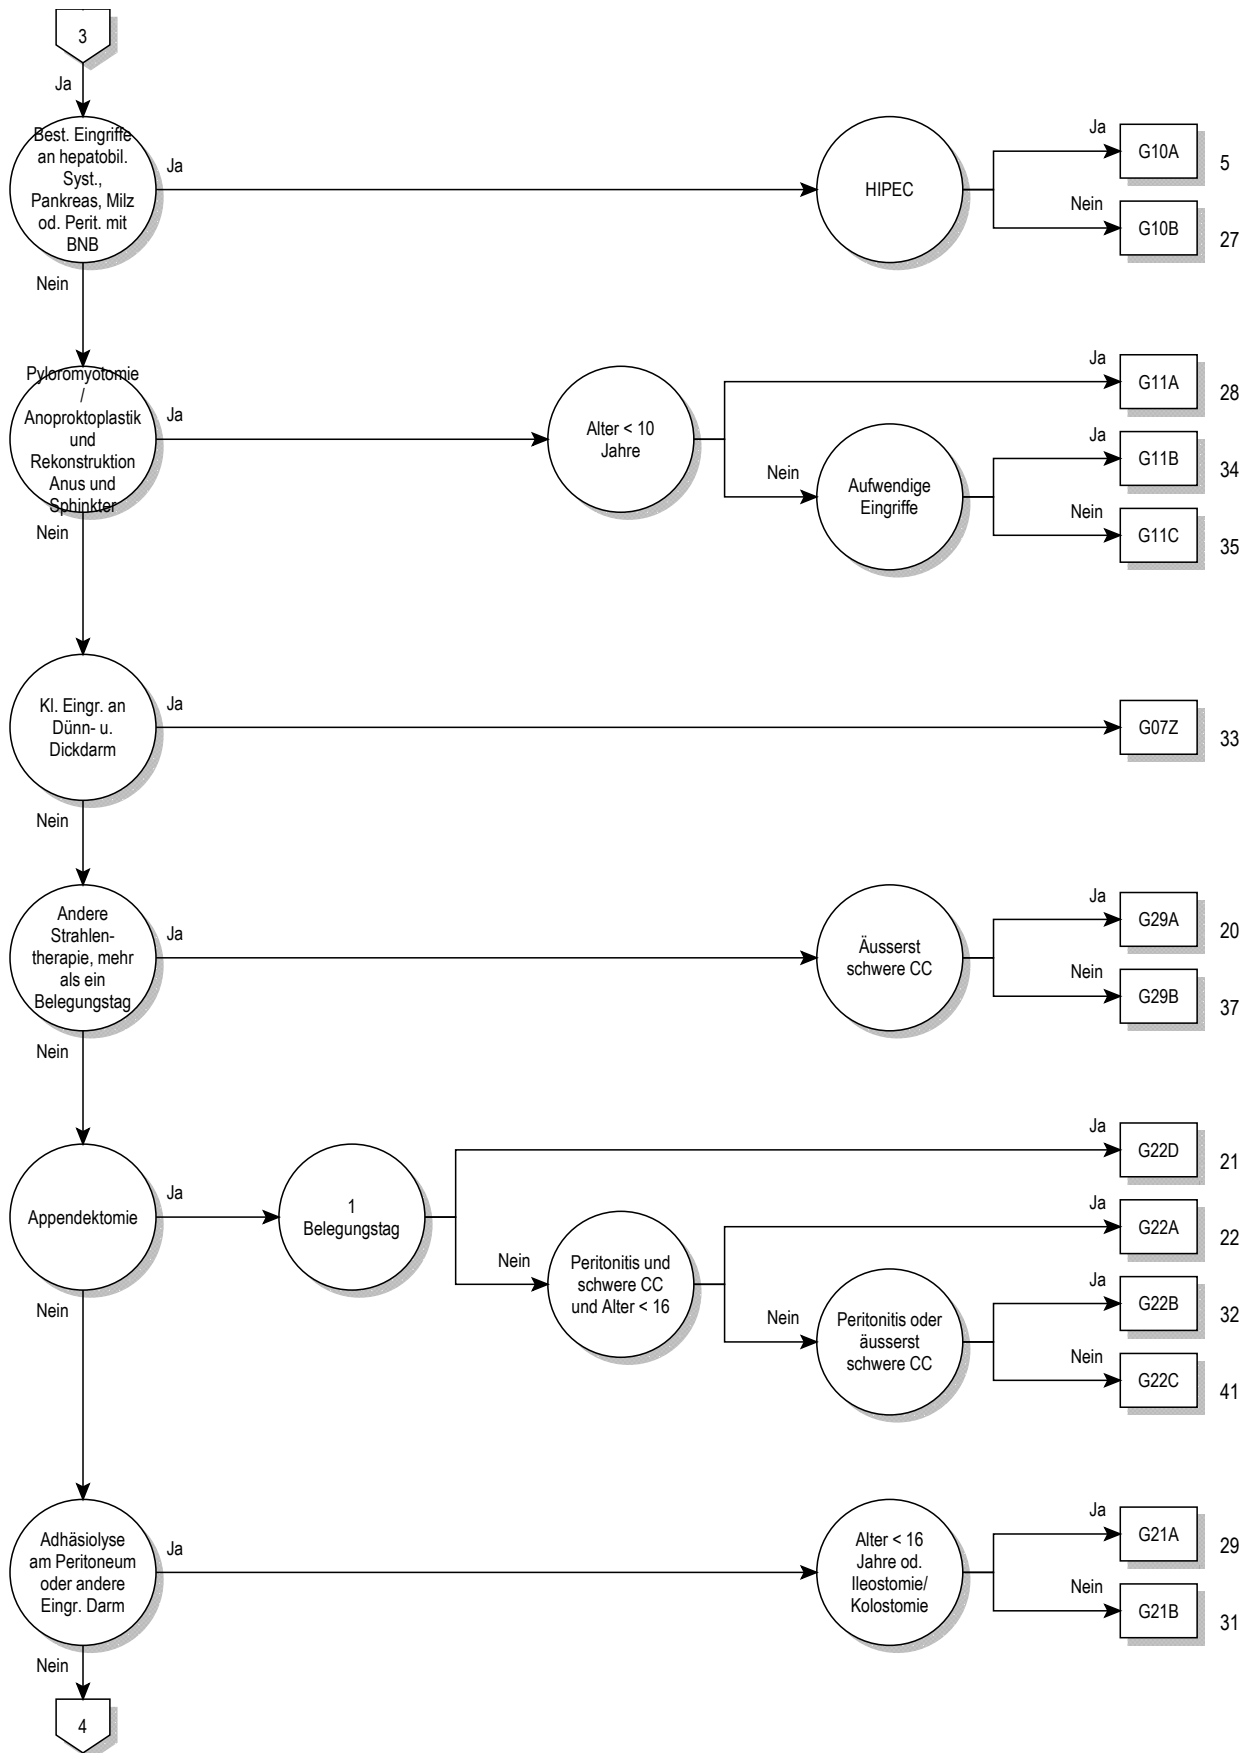 3
Ja
Best. Eingriffe
an hepatobil.
Syst.,
Pankreas, Milz
od. Perit. mit
BNB
Ja
HIPEC
Ja
G10A
5
Nein
G10B
27
Nein
Pyloromyotomie
/
Anoproktoplastik
und
Rekonstruktion
Anus und
Sphinkter
Ja
Alter < 10
Jahre
Ja
G11A
28
Nein
Aufwendige
Eingriffe
Ja
G11B
34
Nein
G11C
35
Nein
Kl. Eingr. an
Dünn- u.
Dickdarm
Ja
G07Z
33
Nein
Andere
Strahlen-
therapie, mehr
als ein
Belegungstag
Ja
Äusserst
schwere CC
Ja
G29A
20
Nein
G29B
37
Nein
Appendektomie
Ja
1
Belegungstag
Ja
G22D
21
Nein
Peritonitis und
schwere CC
und Alter < 16
Ja
G22A
22
Nein
Peritonitis oder
äusserst
schwere CC
Ja
G22B
32
Nein
G22C
41
Nein
Adhäsiolyse
am Peritoneum
oder andere
Eingr. Darm
Ja
Alter < 16
Jahre od.
Ileostomie/
Kolostomie
Ja
G21A
29
Nein
G21B
31
Nein
4